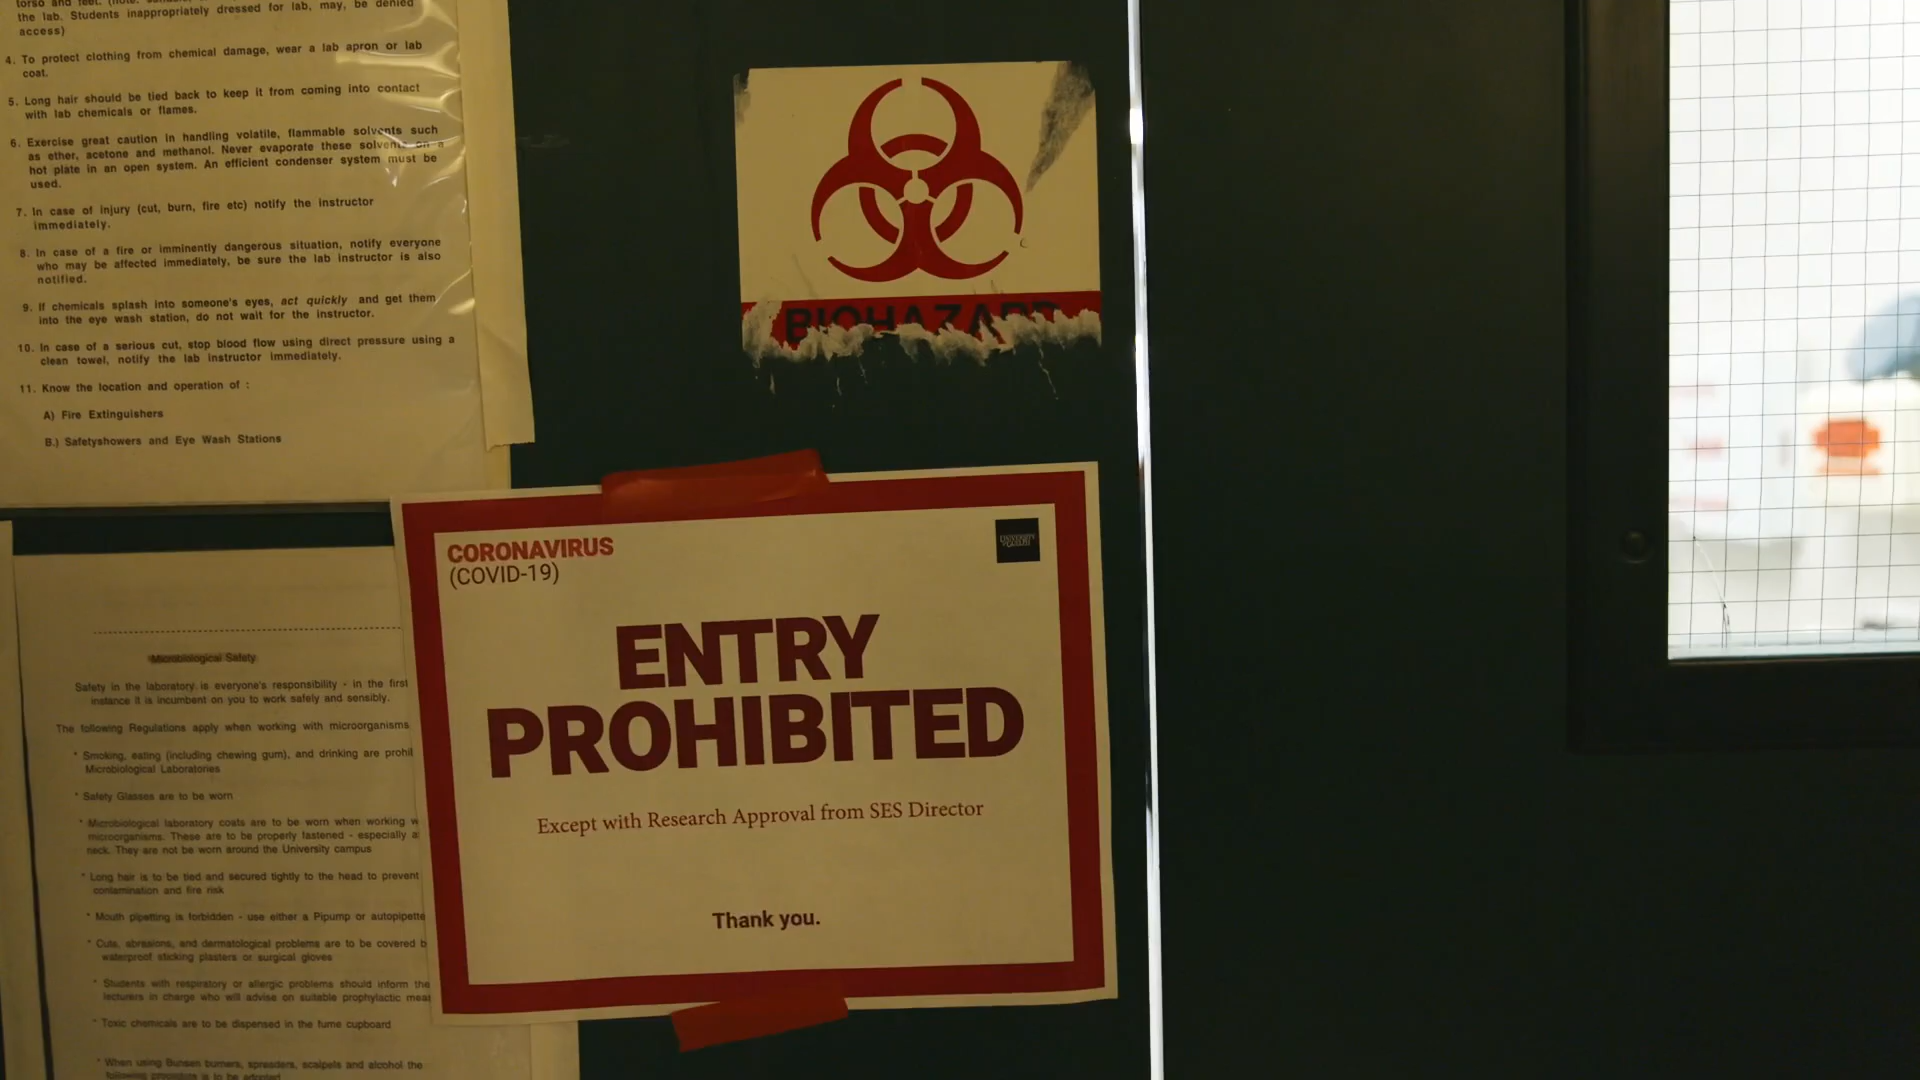 torso and feet.
the lab. Students inappropriately dressed for lab, may, be denied
access)
4. To protect clothing from chemical damage, wear a lab apron or lab
coat.
5. Long hair should be tied back to keep it from coming into contact
with lab chemicals or flames.
6. Exercise great caution in handling volatile, flammable solvents such
as ether, acetone and methanol. Never evaporate these solvents on a
hot plate in an open system. An efficient condenser system must be
used.
7. In case of injury (cut, burn, fire etc) notify the instructor
immediately.
8. In case of a fire or imminently dangerous situation, notify everyone
who may be affected immediately, be sure the lab instructor is also
notified.
9. If chemicals splash into someone's eyes, act quickly and get them
into the eye wash station, do not wait for the instructor.
10. In case of a serious cut, stop blood flow using direct pressure using a
clean towel, notify the lab instructor immediately.
11. Know the location and operation of :
A) Fire Extinguishers
B.) Safetyshowers and Eye Wash Stations
BIOHAZARD
CORONAVIRUS
(COVID-19)
ENTRY
PROHIBITED
Except with Research Approval from SES Director
Thank you.
Microbiological Safety
Safety in the laboratory is everyone's responsibility - in the first
instance it is incumbent on you to work safely and sensibly.
The following Regulations apply when working with microorganisms
* Smoking, eating (including chewing gum), and drinking are prohi
Microbiological Laboratories
* Safety Glasses are to be worn
* Microbiological laboratory coats are to be worn when working w
microorganisms. These are to be properly fastened - especially a
neck. They are not be worn around the University campus
* Long hair is to be tied and secured tightly to the head to prevent
contamination and fire risk
* Mouth pipetting is forbidden - use either a Pipump or autopipette
* Cuts, abrasions, and dermatological problems are to be covered b
waterproof sticking plasters or surgical gloves
* Students with respiratory or allergic problems should inform the
lecturers in charge who will advise on suitable prophylactic mea
* Toxic chemicals are to be dispensed in the fume cupboard
* When using Bunsen burners, spreaders, scalpels and alcohol the
following procedure is to be adopted